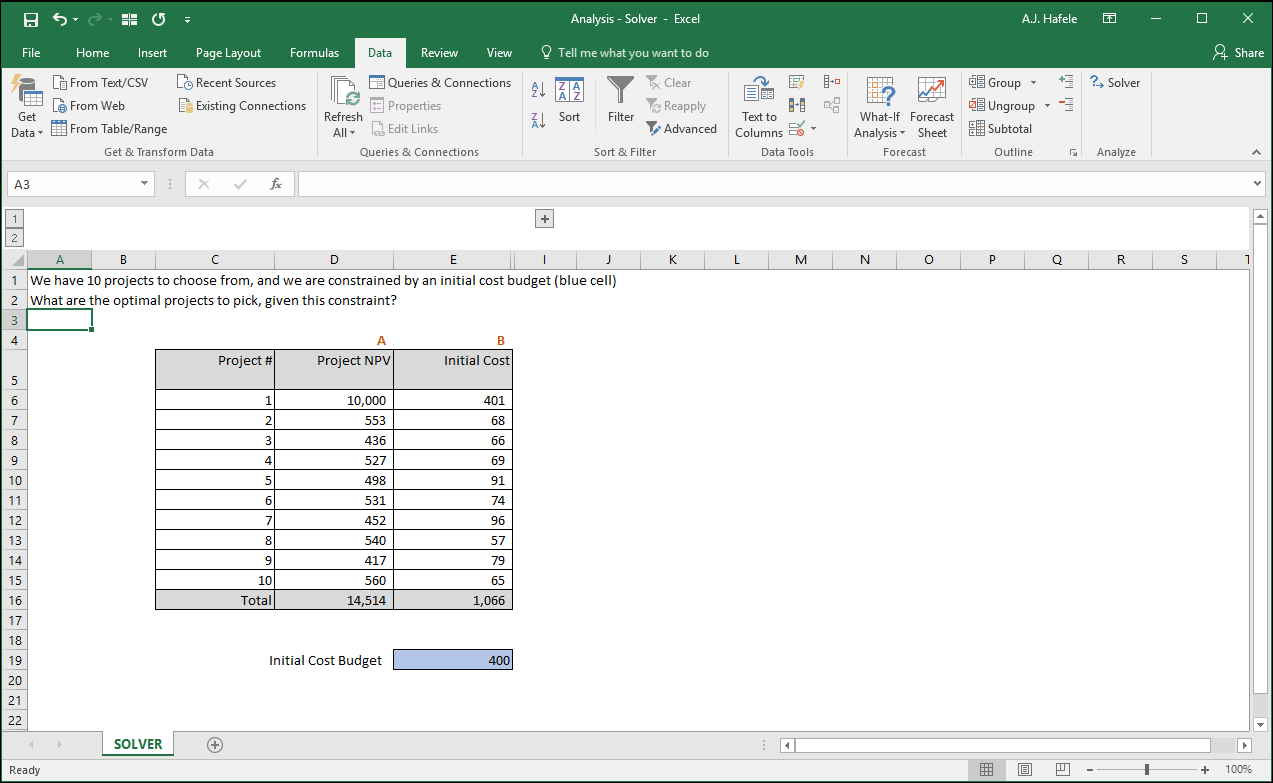 Analysis - Solver - Excel
A.J. Hafele
File Home Insert Page Layout Formulas Data Review View Tell me what you want to do Share
Get Data
From Text/CSV
From Web
From Table/Range
Recent Sources
Existing Connections
Get & Transform Data
Refresh All
Queries & Connections
Properties
Edit Links
Queries & Connections
A Z
Z A
Z A A Z
Sort
Filter
Clear
Reapply
Advanced
Sort & Filter
Text to Columns
Data Tools
What-If Analysis
Forecast Sheet
Forecast
Group
Ungroup
Subtotal
Outline
Solver
Analyze
A3 fx
1
2
A B C D E I J K L M N O P Q R S T
1 We have 10 projects to choose from, and we are constrained by an initial cost budget (blue cell)
2 What are the optimal projects to pick, given this constraint?
3
4 A B
5 Project # Project NPV Initial Cost
6 1 10,000 401
7 2 553 68
8 3 436 66
9 4 527 69
10 5 498 91
11 6 531 74
12 7 452 96
13 8 540 57
14 9 417 79
15 10 560 65
16 Total 14,514 1,066
17
18
19 Initial Cost Budget 400
20
21
22
SOLVER
Ready 100%